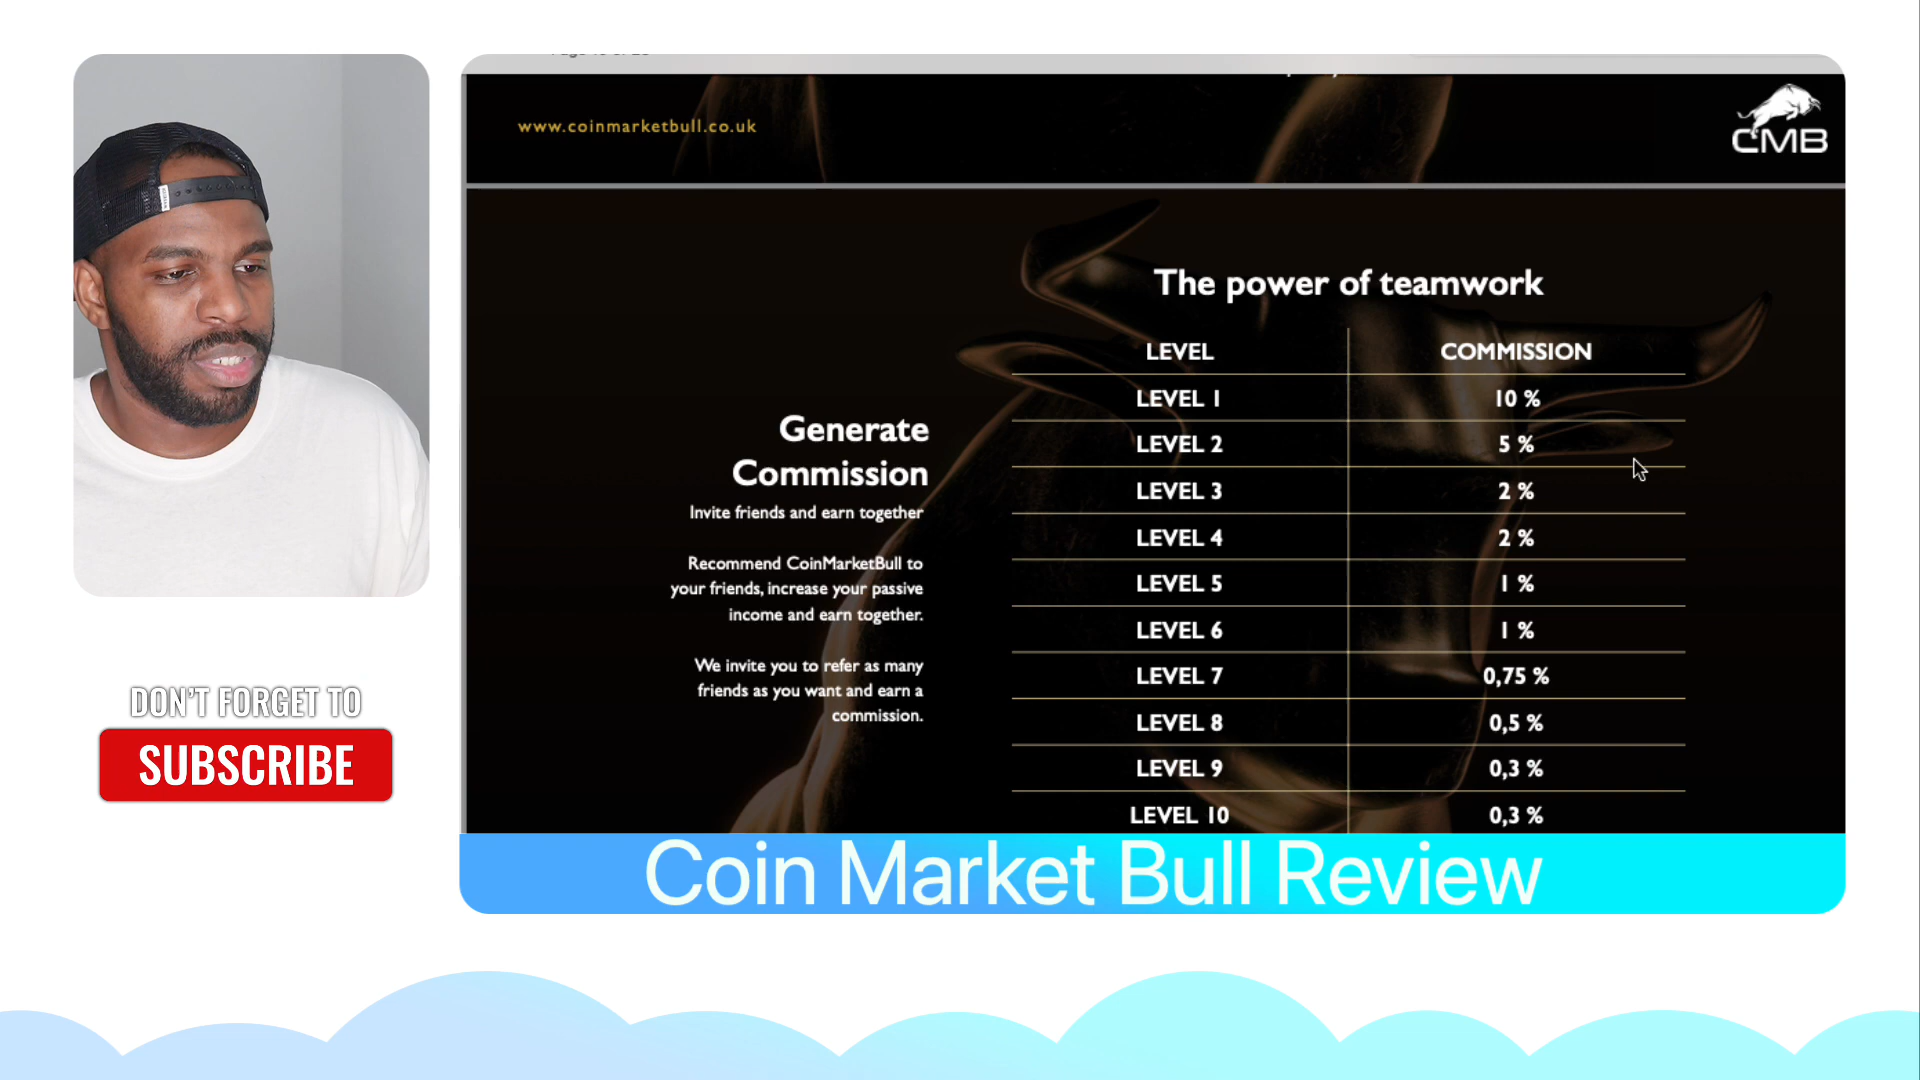 www.coinmarketbull.co.uk
CMB
The power of teamwork
LEVEL COMMISSION
LEVEL 1 10 %
LEVEL 2 5 %
LEVEL 3 2 %
LEVEL 4 2 %
LEVEL 5 1 %
LEVEL 6 1 %
LEVEL 7 0,75 %
LEVEL 8 0,5 %
LEVEL 9 0,3 %
LEVEL 10 0,3 %
Generate
Commission
Invite friends and earn together
Recommend CoinMarketBull to
your friends, increase your passive
income and earn together.
We invite you to refer as many
friends as you want and earn a
commission.
DON'T FORGET TO
SUBSCRIBE
Coin Market Bull Review